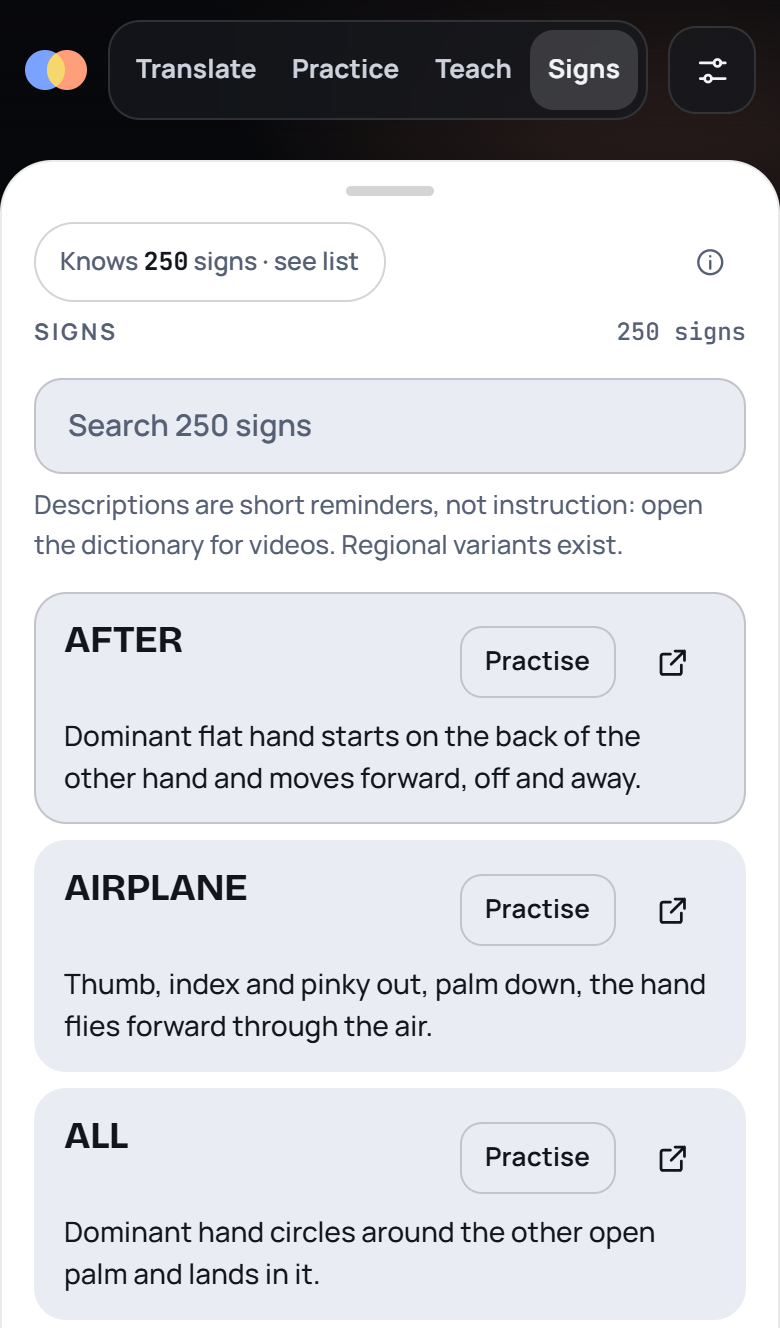 Translate Practice Teach Signs
Knows 250 signs · see list
SIGNS 250 signs
Search 250 signs
Descriptions are short reminders, not instruction: open
the dictionary for videos. Regional variants exist.
AFTER
Practise
Dominant flat hand starts on the back of the
other hand and moves forward, off and away.
AIRPLANE
Practise
Thumb, index and pinky out, palm down, the hand
flies forward through the air.
ALL
Practise
Dominant hand circles around the other open
palm and lands in it.